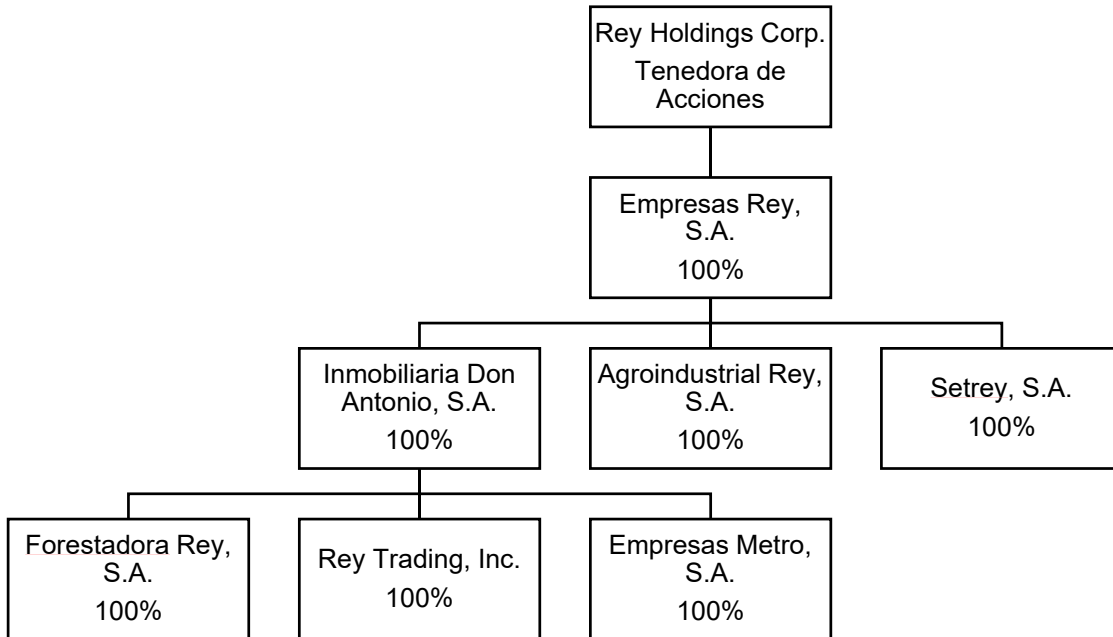 Rey Holdings Corp.
Tenedora de
Acciones
Empresas Rey,
S.A.
100%
Inmobiliaria Don
Antonio, S.A.
100%
Agroindustrial Rey,
S.A.
100%
Setrey, S.A.
100%
Forestadora Rey,
S.A.
100%
Rey Trading, Inc.
100%
Empresas Metro,
S.A.
100%